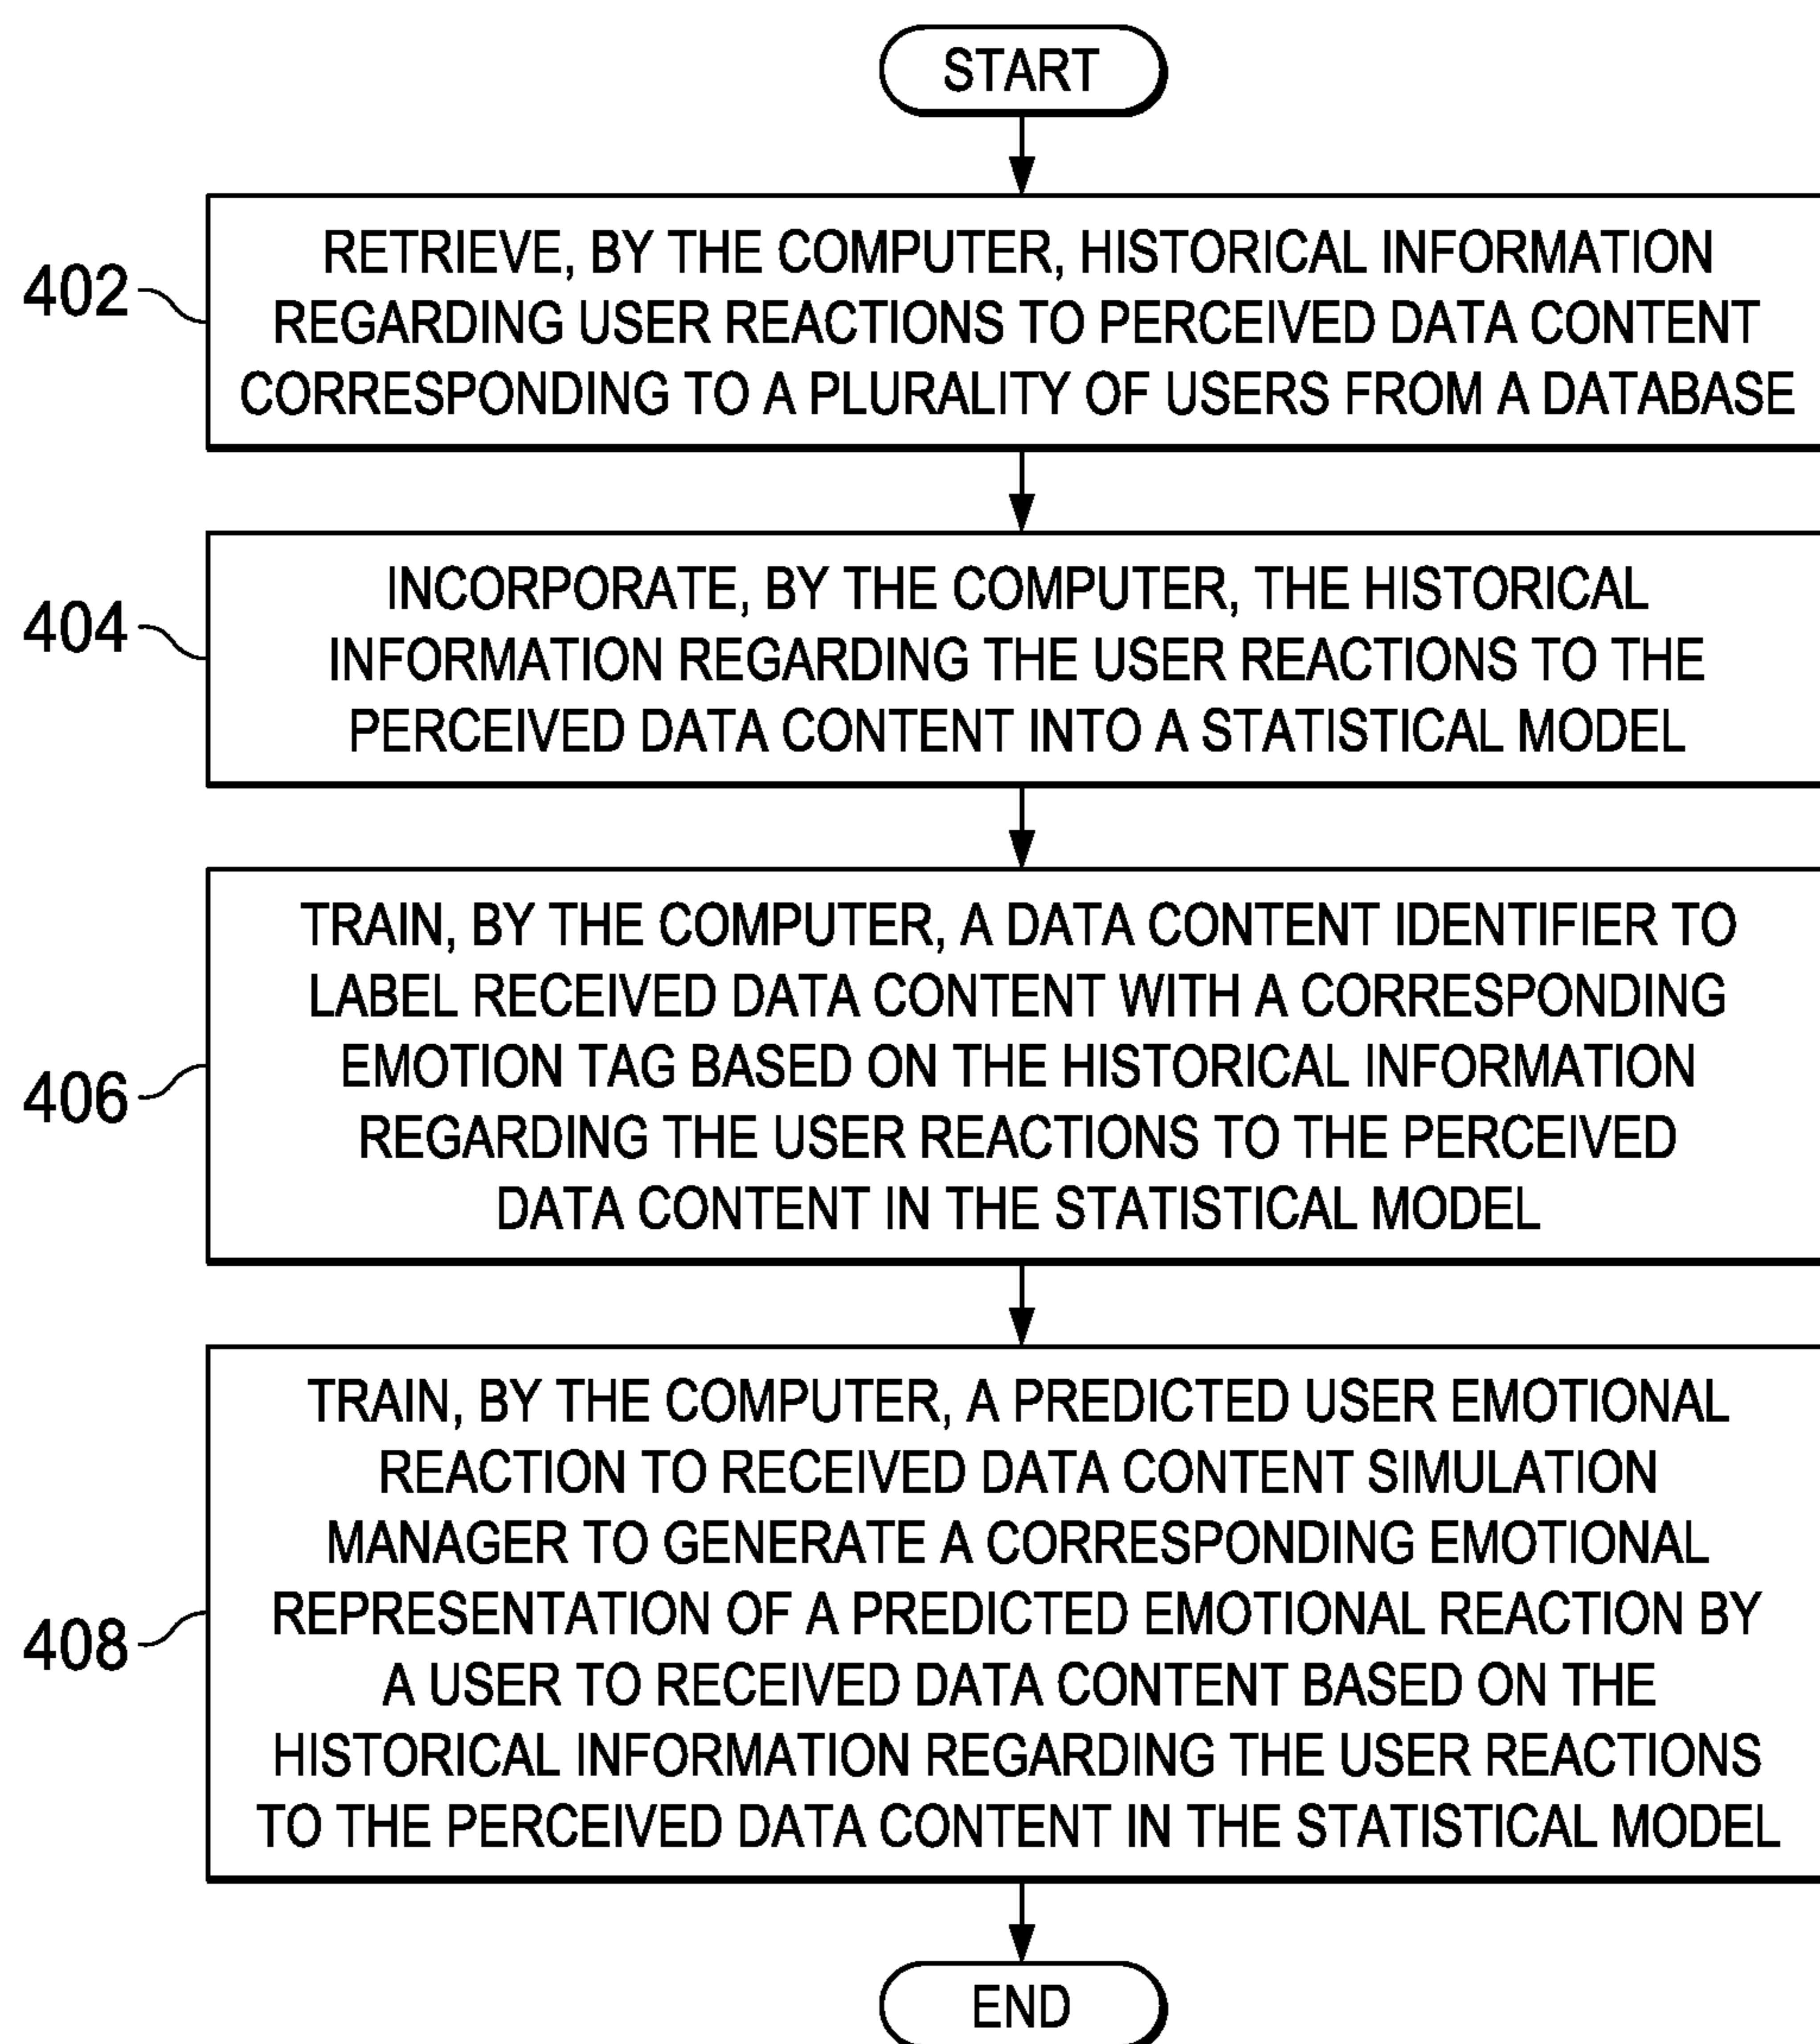 START
402
RETRIEVE, BY THE COMPUTER, HISTORICAL INFORMATION
REGARDING USER REACTIONS TO PERCEIVED DATA CONTENT
CORRESPONDING TO A PLURALITY OF USERS FROM A DATABASE
404
INCORPORATE, BY THE COMPUTER, THE HISTORICAL
INFORMATION REGARDING THE USER REACTIONS TO THE
PERCEIVED DATA CONTENT INTO A STATISTICAL MODEL
406
TRAIN, BY THE COMPUTER, A DATA CONTENT IDENTIFIER TO
LABEL RECEIVED DATA CONTENT WITH A CORRESPONDING
EMOTION TAG BASED ON THE HISTORICAL INFORMATION
REGARDING THE USER REACTIONS TO THE PERCEIVED
DATA CONTENT IN THE STATISTICAL MODEL
408
TRAIN, BY THE COMPUTER, A PREDICTED USER EMOTIONAL
REACTION TO RECEIVED DATA CONTENT SIMULATION
MANAGER TO GENERATE A CORRESPONDING EMOTIONAL
REPRESENTATION OF A PREDICTED EMOTIONAL REACTION BY
A USER TO RECEIVED DATA CONTENT BASED ON THE
HISTORICAL INFORMATION REGARDING THE USER REACTIONS
TO THE PERCEIVED DATA CONTENT IN THE STATISTICAL MODEL
END